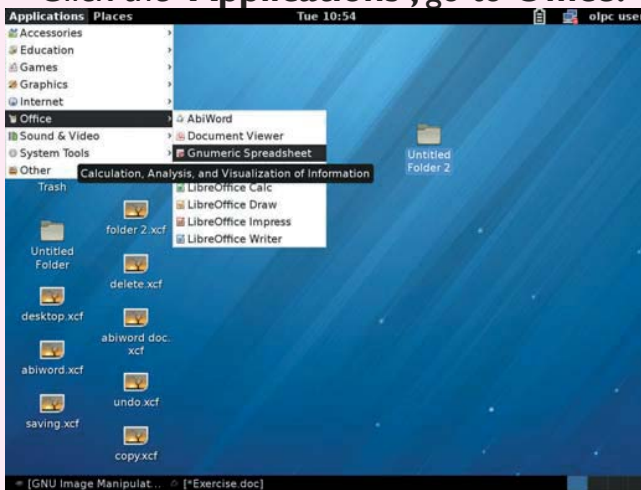 Click the 'Applications', go to 'Office.'
Applications Places Tue 10:54 olpc user
Accessories
Education
Games
Graphics
Internet
Office
Sound & Video
System Tools
Other
AbiWord
Document Viewer
Gnumeric Spreadsheet
Calculation, Analysis, and Visualization of Information
LibreOffice Calc
LibreOffice Draw
LibreOffice Impress
LibreOffice Writer
Trash
Untitled
Folder
desktop.xcf
abiword.xcf
saving.xcf
folder 2.xcf
delete.xcf
abiword doc.
xcf
undo.xcf
copy.xcf
Untitled
Folder 2
[GNU Image Manipulat... [*Exercise.doc]